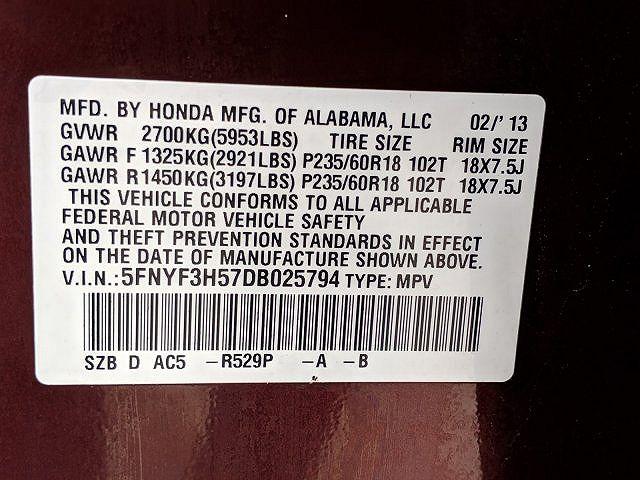 MFD. BY HONDA MFG. OF ALABAMA, LLC 02/' 13
GVWR 2700KG(5953LBS) TIRE SIZE RIM SIZE
GAWR F 1325KG(2921LBS) P235/60R18 102T 18X7.5J
GAWR R1450KG(3197LBS) P235/60R18 102T 18X7.5J
THIS VEHICLE CONFORMS TO ALL APPLICABLE
FEDERAL MOTOR VEHICLE SAFETY
AND THEFT PREVENTION STANDARDS IN EFFECT
ON THE DATE OF MANUFACTURE SHOWN ABOVE.
V.I.N.:5FNYF3H57DB025794 TYPE: MPV
SZB D AC5 -R529P -A -B